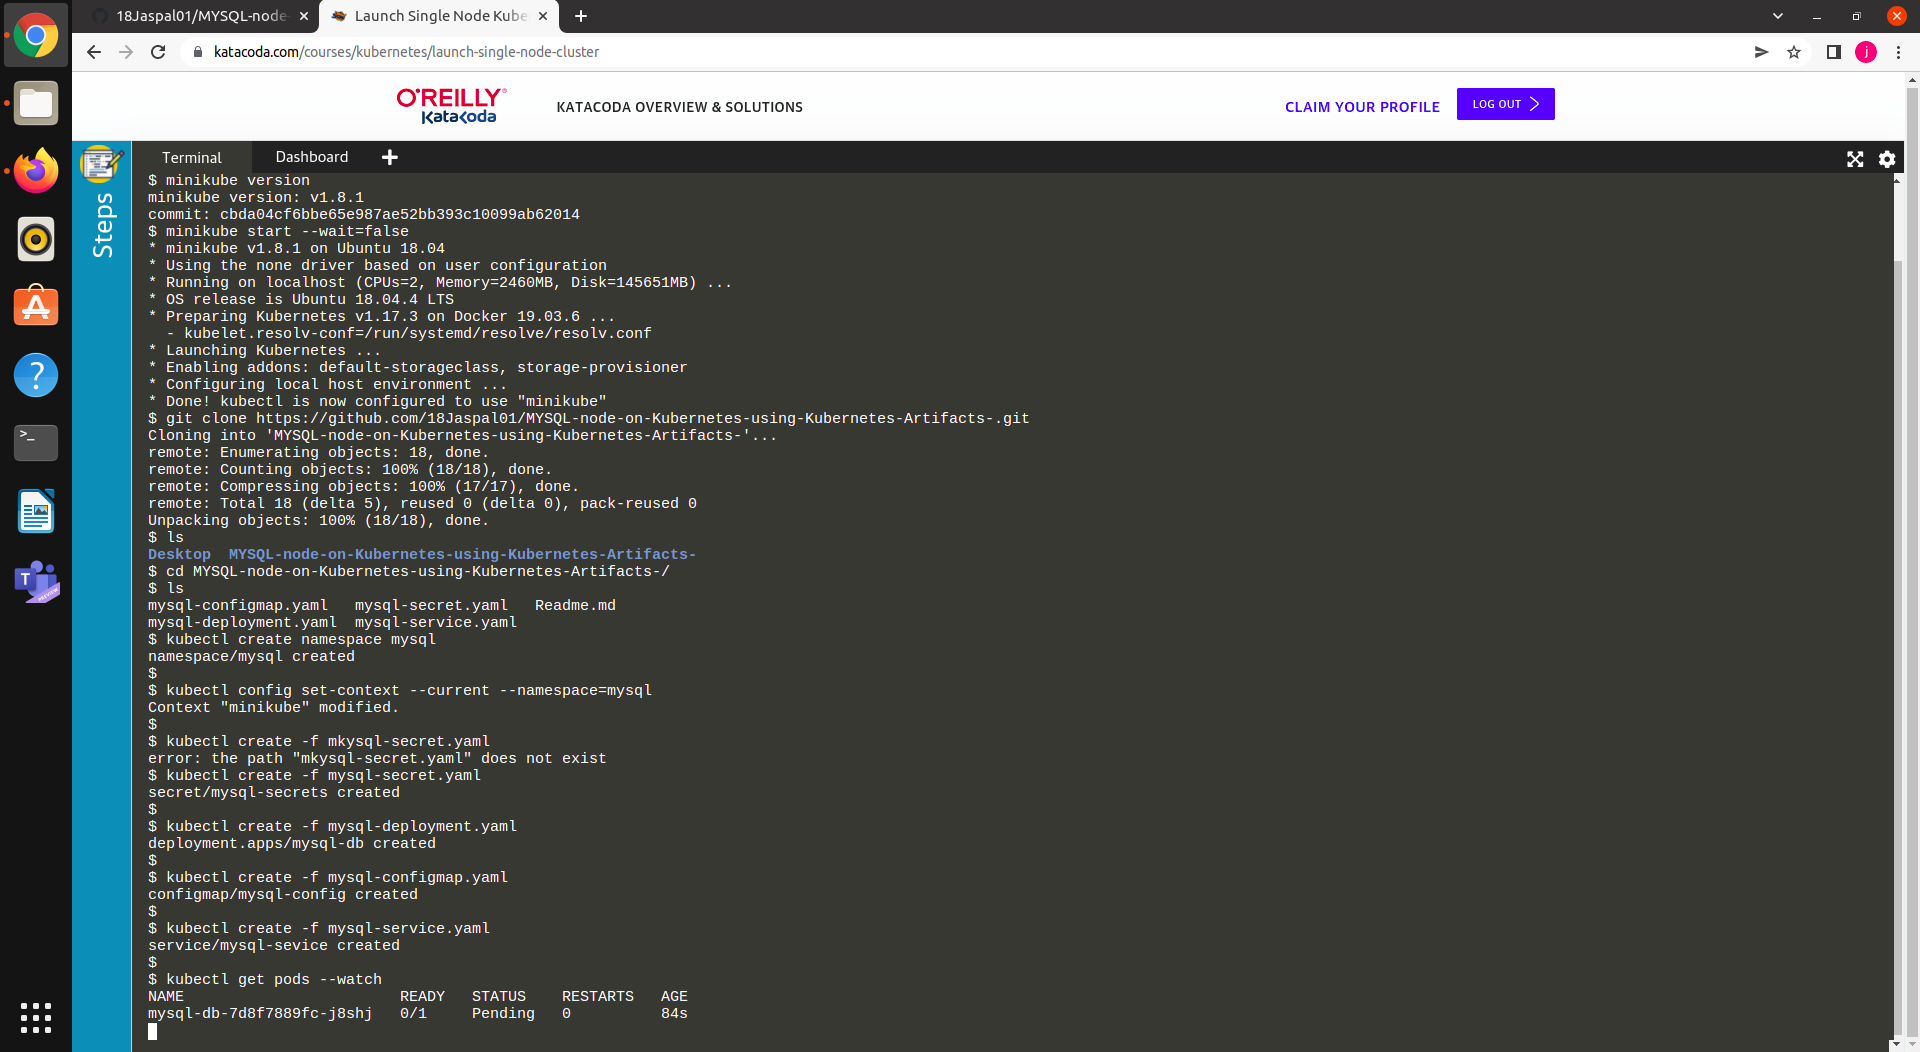 18Jaspal01/MYSQL-node-
Launch Single Node Kube
katacoda.com/courses/kubernetes/launch-single-node-cluster
j
O'REILLY
KataKoda
KATACODA OVERVIEW & SOLUTIONS
CLAIM YOUR PROFILE
LOG OUT
Steps
Terminal
Dashboard
$ minikube version
minikube version: v1.8.1
commit: cbda04cf6bbe65e987ae52bb393c10099ab62014
$ minikube start --wait=false
* minikube v1.8.1 on Ubuntu 18.04
* Using the none driver based on user configuration
* Running on localhost (CPUs=2, Memory=2460MB, Disk=145651MB) ...
* OS release is Ubuntu 18.04.4 LTS
* Preparing Kubernetes v1.17.3 on Docker 19.03.6 ...
  - kubelet.resolv-conf=/run/systemd/resolve/resolv.conf
* Launching Kubernetes ...
* Enabling addons: default-storageclass, storage-provisioner
* Configuring local host environment ...
* Done! kubectl is now configured to use "minikube"
$ git clone https://github.com/18Jaspal01/MYSQL-node-on-Kubernetes-using-Kubernetes-Artifacts-.git
Cloning into 'MYSQL-node-on-Kubernetes-using-Kubernetes-Artifacts-'...
remote: Enumerating objects: 18, done.
remote: Counting objects: 100% (18/18), done.
remote: Compressing objects: 100% (17/17), done.
remote: Total 18 (delta 5), reused 0 (delta 0), pack-reused 0
Unpacking objects: 100% (18/18), done.
$ ls
Desktop  MYSQL-node-on-Kubernetes-using-Kubernetes-Artifacts-
$ cd MYSQL-node-on-Kubernetes-using-Kubernetes-Artifacts-/
$ ls
mysql-configmap.yaml   mysql-secret.yaml   Readme.md
mysql-deployment.yaml  mysql-service.yaml
$ kubectl create namespace mysql
namespace/mysql created
$
$ kubectl config set-context --current --namespace=mysql
Context "minikube" modified.
$
$ kubectl create -f mkysql-secret.yaml
error: the path "mkysql-secret.yaml" does not exist
$ kubectl create -f mysql-secret.yaml
secret/mysql-secrets created
$
$ kubectl create -f mysql-deployment.yaml
deployment.apps/mysql-db created
$
$ kubectl create -f mysql-configmap.yaml
configmap/mysql-config created
$
$ kubectl create -f mysql-service.yaml
service/mysql-sevice created
$
$ kubectl get pods --watch
NAME                        READY   STATUS    RESTARTS   AGE
mysql-db-7d8f7889fc-j8shj   0/1     Pending   0          84s